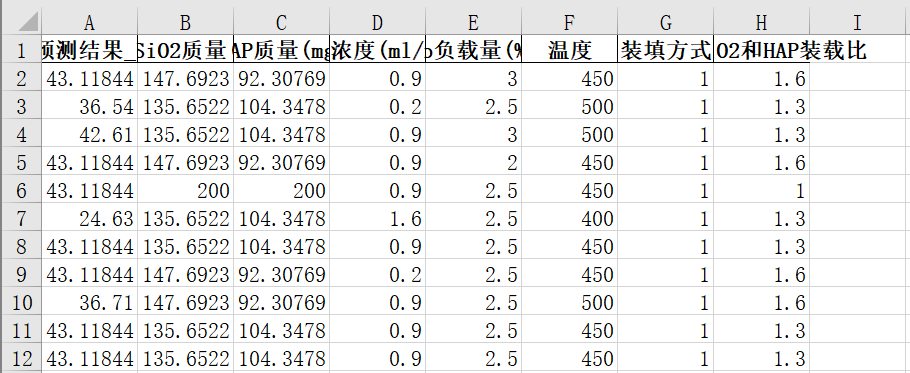 A B C D E F G H I
1 预测结果_ SiO2质量 AP质量(mg 浓度(ml/ 负载量(% 温度 装填方式 O2和HAP装载比
2 43.11844 147.6923 92.30769 0.9 3 450 1 1.6
3 36.54 135.6522 104.3478 0.2 2.5 500 1 1.3
4 42.61 135.6522 104.3478 0.9 3 500 1 1.3
5 43.11844 147.6923 92.30769 0.9 2 450 1 1.6
6 43.11844 200 200 0.9 2.5 450 1 1
7 24.63 135.6522 104.3478 1.6 2.5 400 1 1.3
8 43.11844 135.6522 104.3478 0.9 2.5 450 1 1.3
9 43.11844 147.6923 92.30769 0.2 2.5 450 1 1.6
10 36.71 147.6923 92.30769 0.9 2.5 500 1 1.6
11 43.11844 135.6522 104.3478 0.9 2.5 450 1 1.3
12 43.11844 135.6522 104.3478 0.9 2.5 450 1 1.3